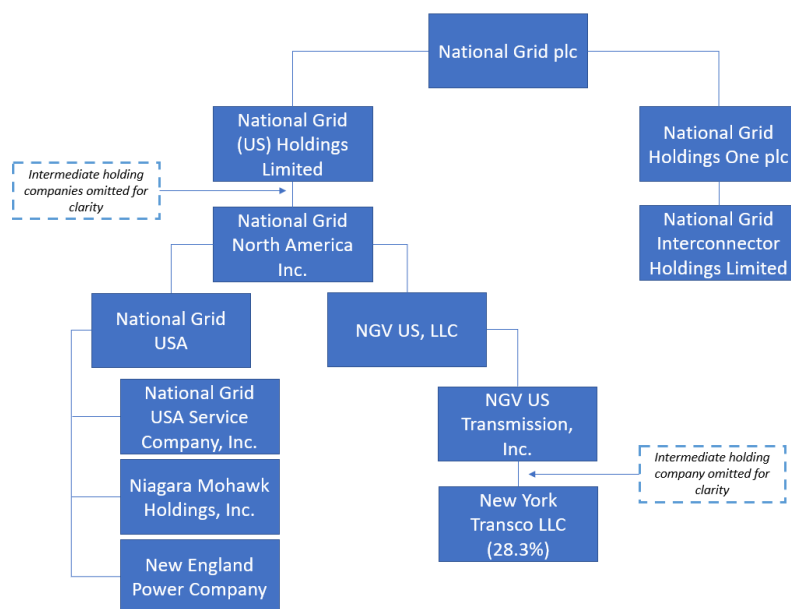 National Grid plc
National Grid
(US) Holdings
Limited
National Grid
Holdings One plc
Intermediate holding
companies omitted for
clarity
National Grid
North America
Inc.
National Grid
Interconnector
Holdings Limited
National Grid
USA
NGV US, LLC
National Grid
USA Service
Company, Inc.
NGV US
Transmission,
Inc.
Intermediate holding
company omitted for
clarity
Niagara Mohawk
Holdings, Inc.
New York
Transco LLC
(28.3%)
New England
Power Company